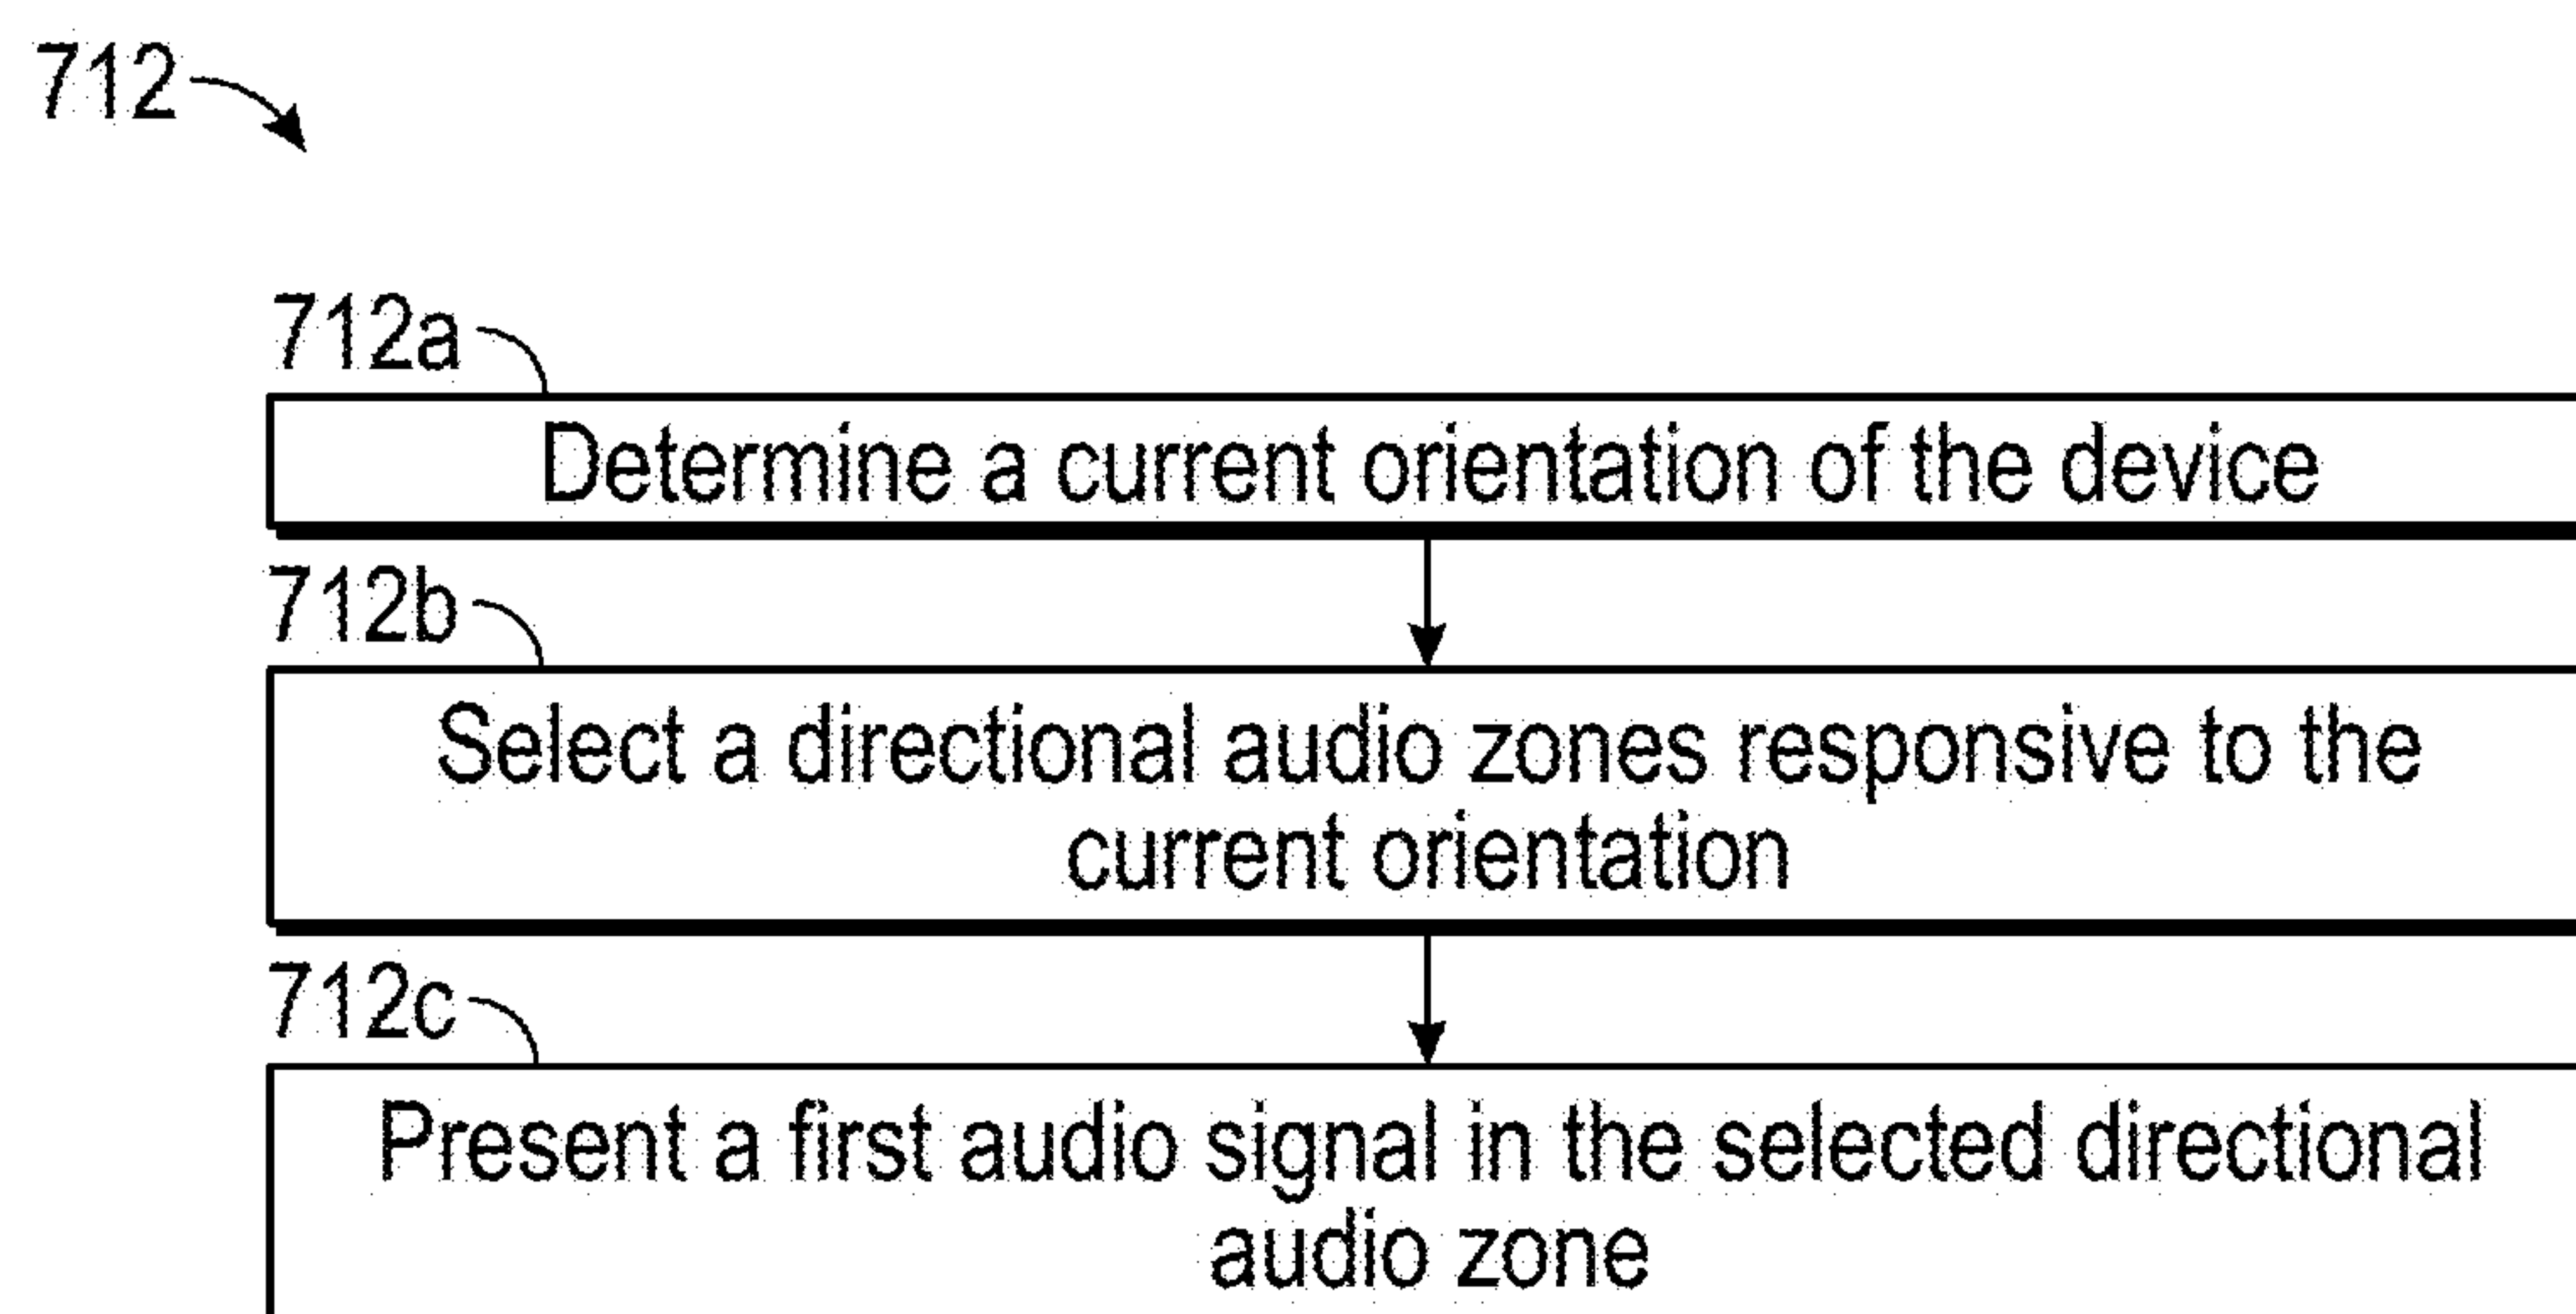 712
712a
Determine a current orientation of the device
712b
Select a directional audio zones responsive to the
current orientation
712c
Present a first audio signal in the selected directional
audio zone